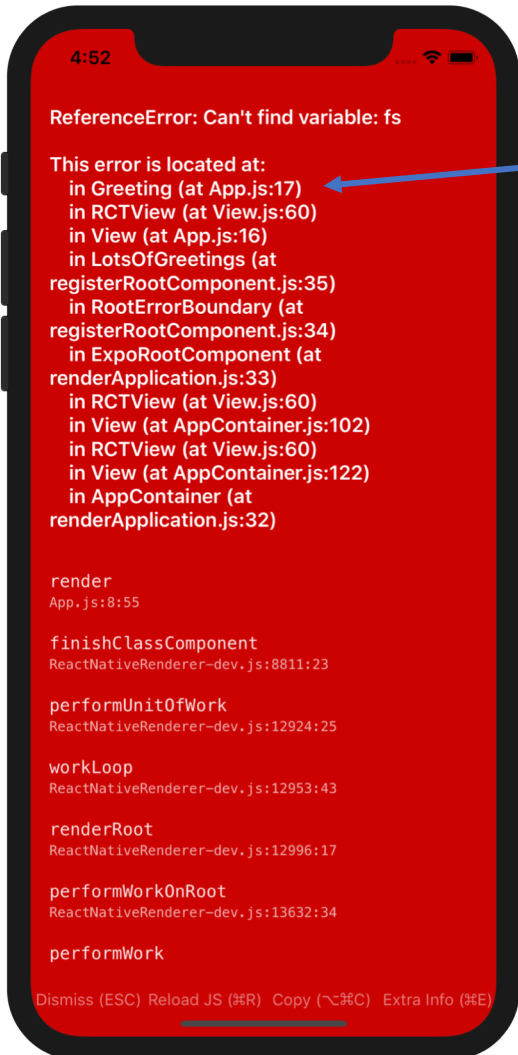 4:52
ReferenceError: Can't find variable: fs
This error is located at:
in Greeting (at App.js:17)
in RCTView (at View.js:60)
in View (at App.js:16)
in LotsOfGreetings (at
registerRootComponent.js:35)
in RootErrorBoundary (at
registerRootComponent.js:34)
in ExpoRootComponent (at
renderApplication.js:33)
in RCTView (at View.js:60)
in View (at AppContainer.js:102)
in RCTView (at View.js:60)
in View (at AppContainer.js:122)
in AppContainer (at
renderApplication.js:32)
render
App.js:8:55
finishClassComponent
ReactNativeRenderer-dev.js:8811:23
performUnitOfWork
ReactNativeRenderer-dev.js:12924:25
workLoop
ReactNativeRenderer-dev.js:12953:43
renderRoot
ReactNativeRenderer-dev.js:12996:17
performWorkOnRoot
ReactNativeRenderer-dev.js:13632:34
performWork
Dismiss (ESC) Reload JS (⌘R) Copy (⌥⌘C) Extra Info (⌘E)